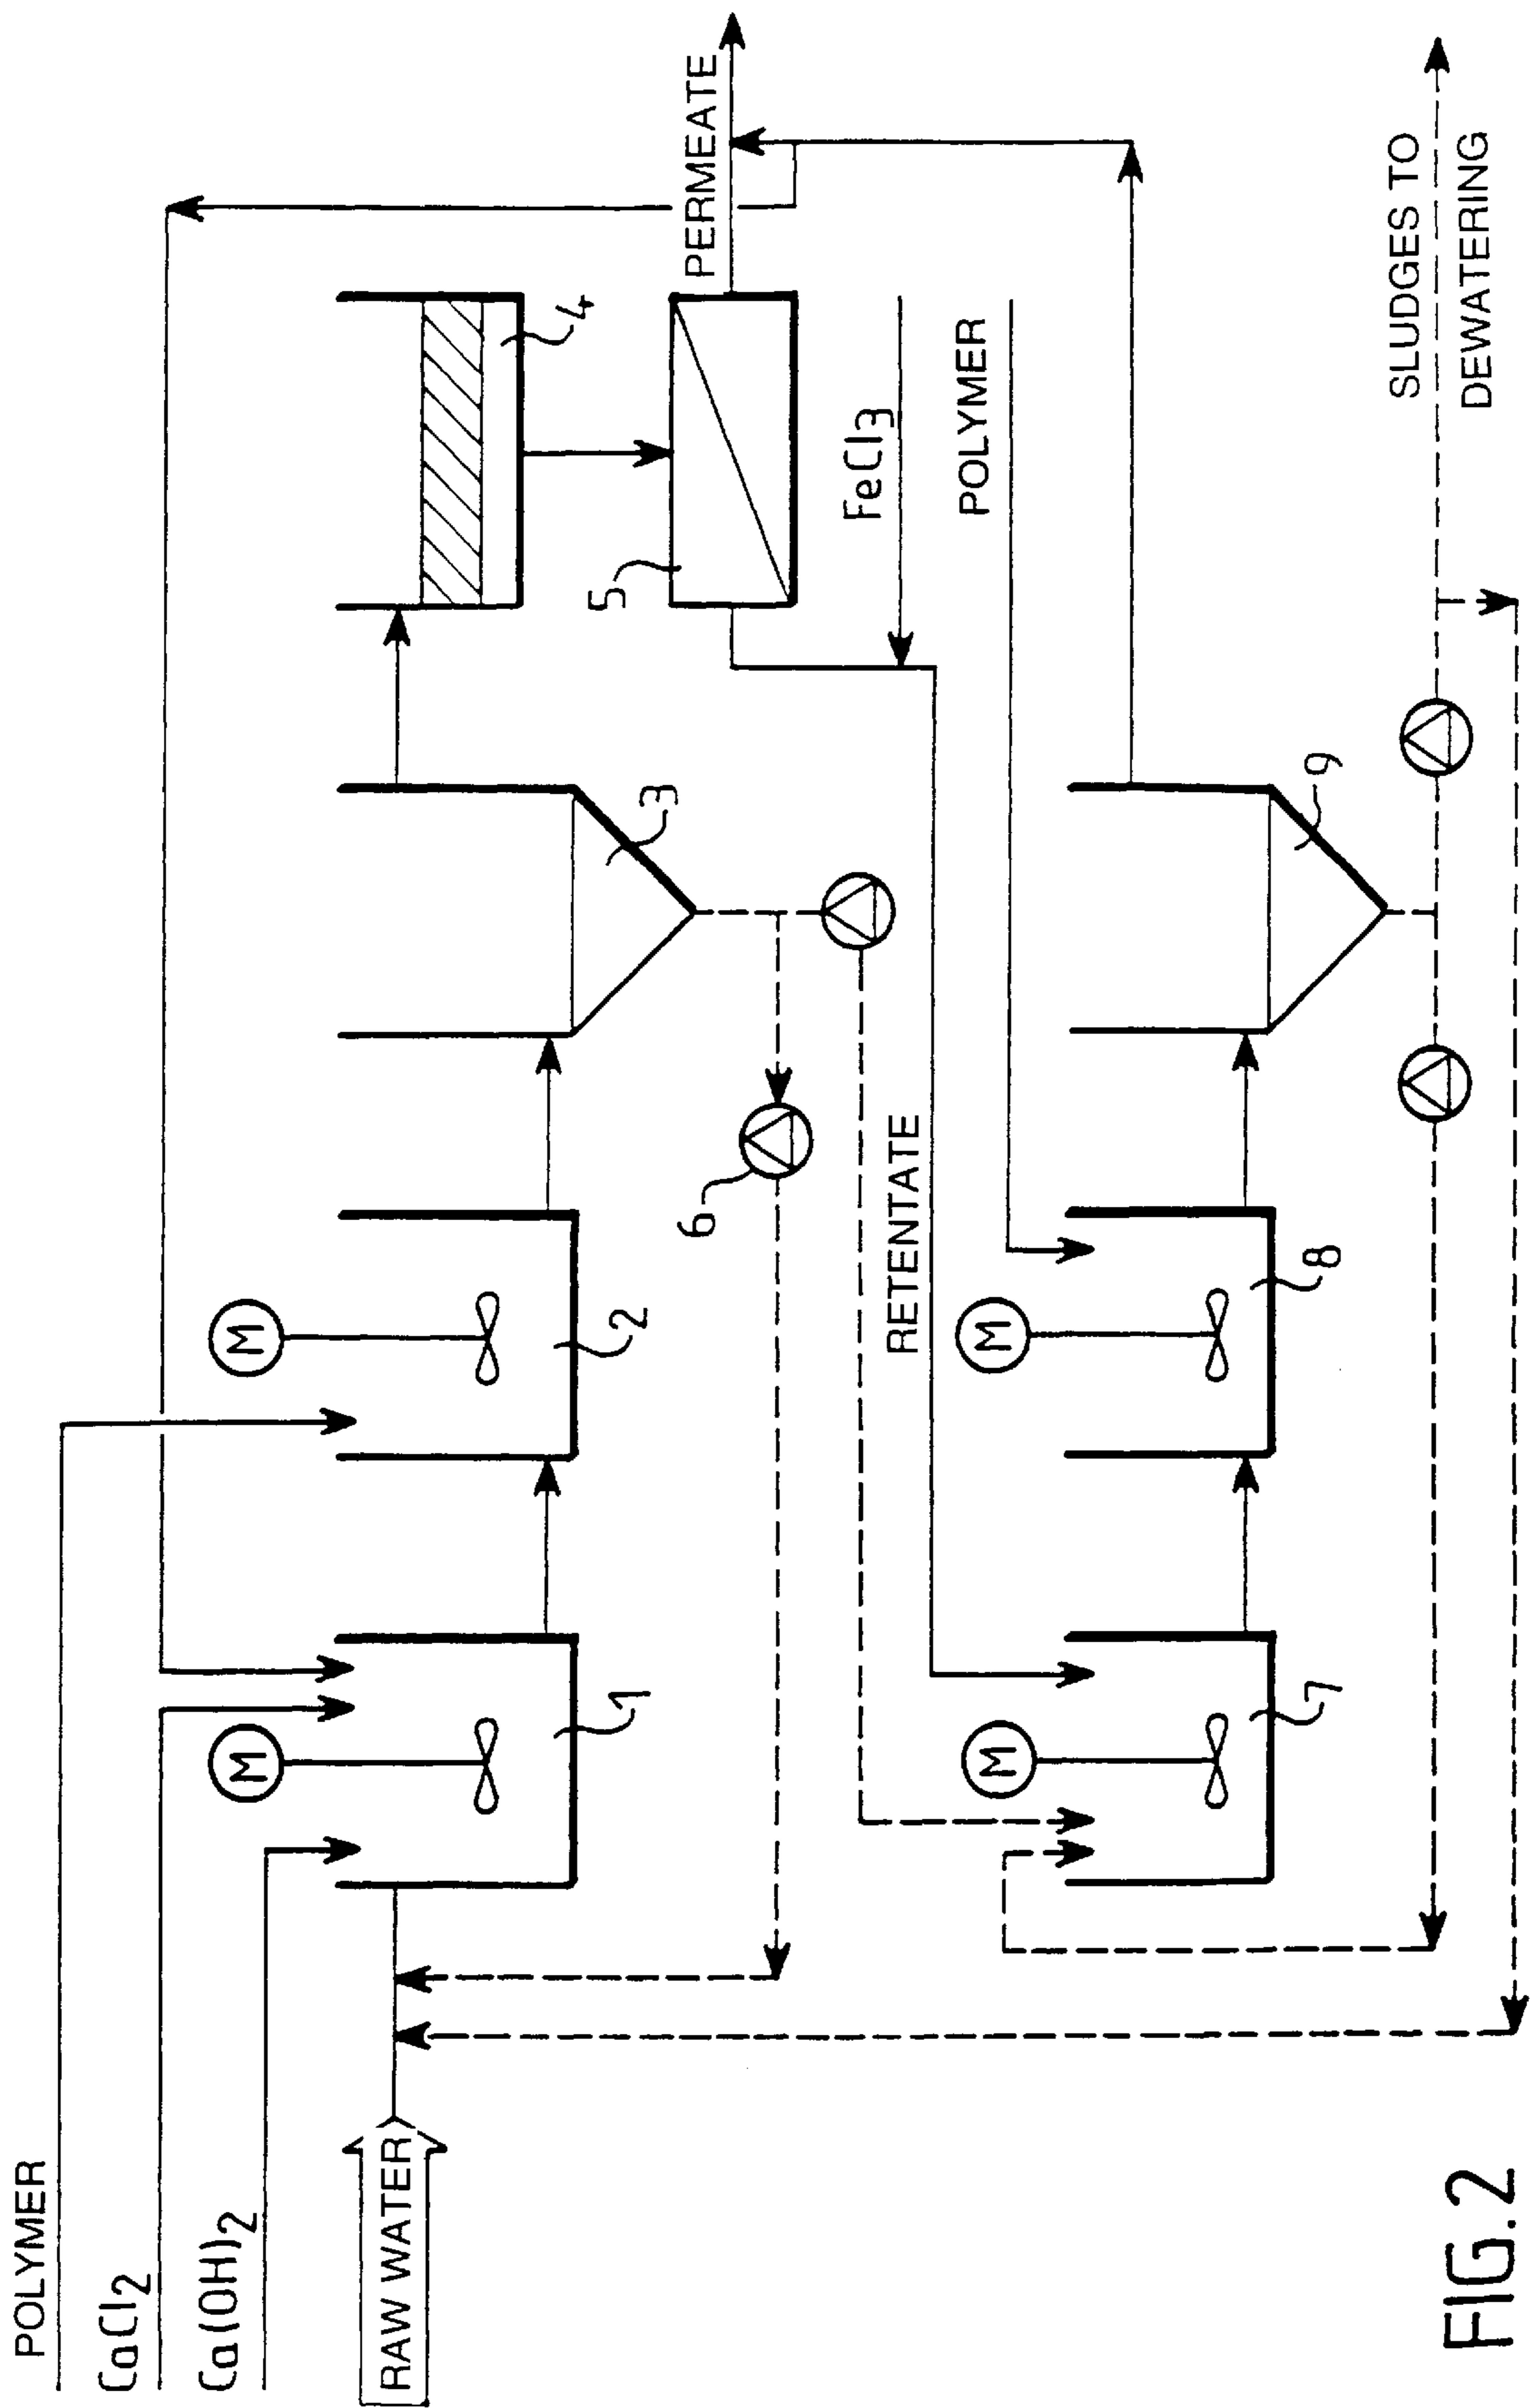 POLYMER
CaCl2
Ca(OH)2
RAW WATER
M
1
M
2
3
4
5
PERMEATE
6
FeCl3
POLYMER
RETENTATE
M
7
M
8
9
SLUDGES TO
DEWATERING
FIG.2